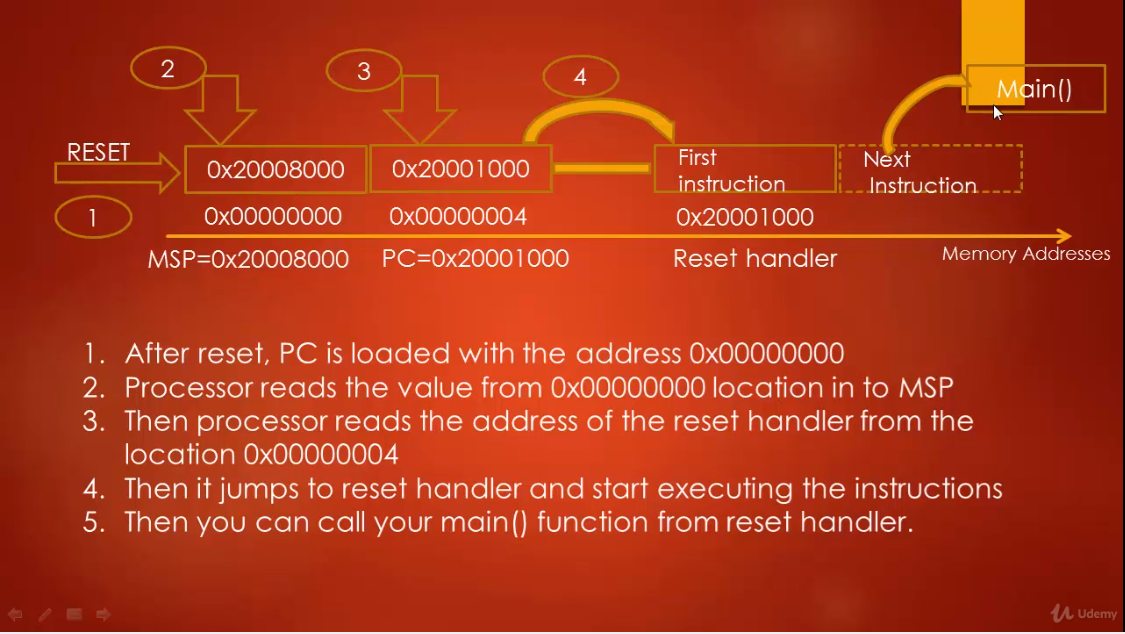 2
3
4
Main()
RESET
0x20008000
0x20001000
First
instruction
Next
Instruction
1
0x00000000
0x00000004
0x20001000
MSP=0x20008000
PC=0x20001000
Reset handler
Memory Addresses
1. After reset, PC is loaded with the address 0x00000000
2. Processor reads the value from 0x00000000 location in to MSP
3. Then processor reads the address of the reset handler from the
location 0x00000004
4. Then it jumps to reset handler and start executing the instructions
5. Then you can call your main() function from reset handler.
Udemy